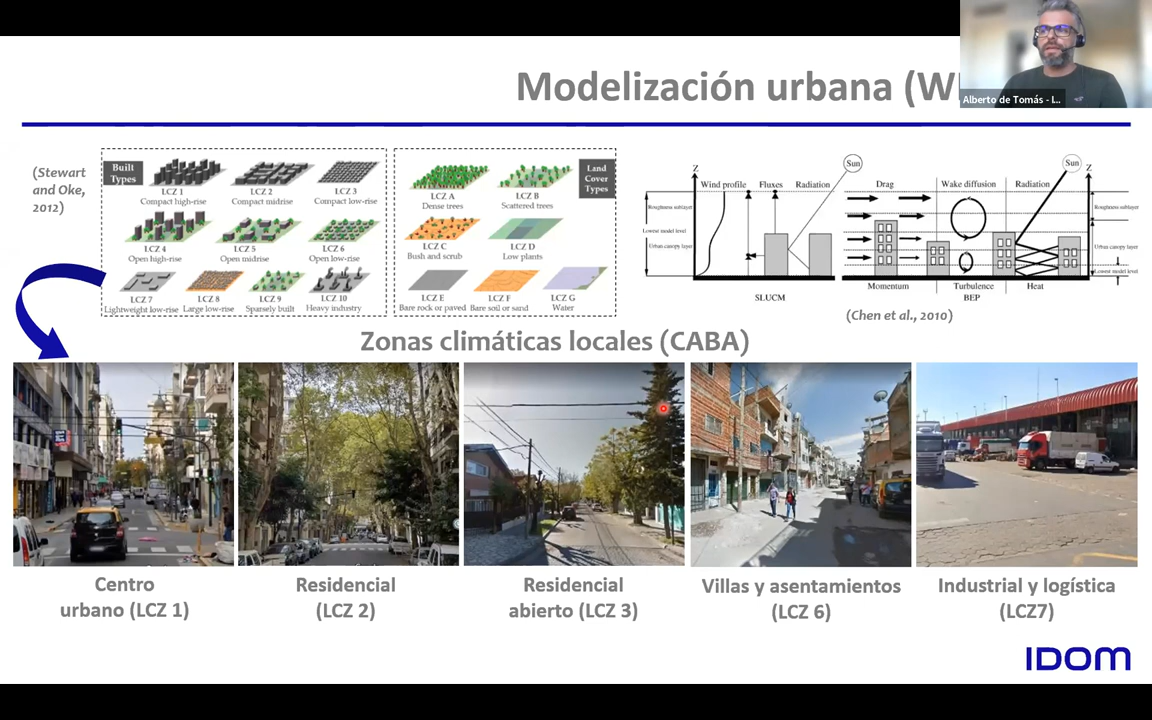 Modelización urbana (W
Alberto de Tomás - I...
(Stewart
and Oke,
2012)
Built
Types
LCZ 1
Compact high-rise
LCZ 2
Compact midrise
LCZ 3
Compact low-rise
LCZ 4
Open high-rise
LCZ 5
Open midrise
LCZ 6
Open low-rise
LCZ 7
Lightweight low-rise
LCZ 8
Large low-rise
LCZ 9
Sparsely built
LCZ 10
Heavy industry
Land
Cover
Types
LCZ A
Dense trees
LCZ B
Scattered trees
LCZ C
Bush and scrub
LCZ D
Low plants
LCZ E
Bare rock or paved
LCZ F
Bare soil or sand
LCZ G
Water
Z
Wind profile
Fluxes
Radiation
Sun
Roughness sublayer
Lowest model level
Urban canopy layer
SLUCM
Drag
Wake diffusion
Radiation
Sun
Z
Roughness sublayer
Urban canopy layer
Lowest model level
Momentum
Turbulence
Heat
BEP
(Chen et al., 2010)
Zonas climáticas locales (CABA)
Centro
urbano (LCZ 1)
Residencial
(LCZ 2)
Residencial
abierto (LCZ 3)
Villas y asentamientos
(LCZ 6)
Industrial y logística
(LCZ7)
IDOM